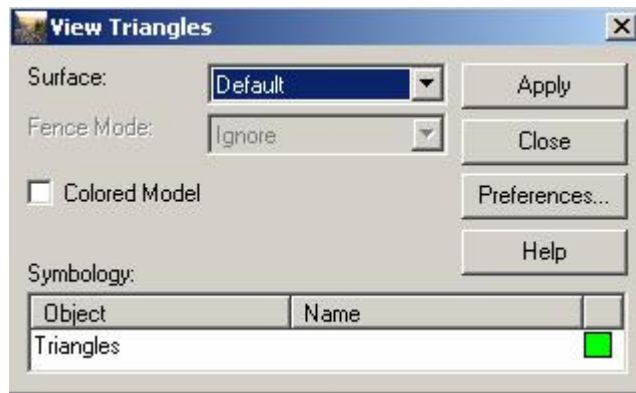 View Triangles
Surface: Default Apply
Fence Mode: Ignore Close
Colored Model Preferences...
Help
Symbology:
Object Name
Triangles